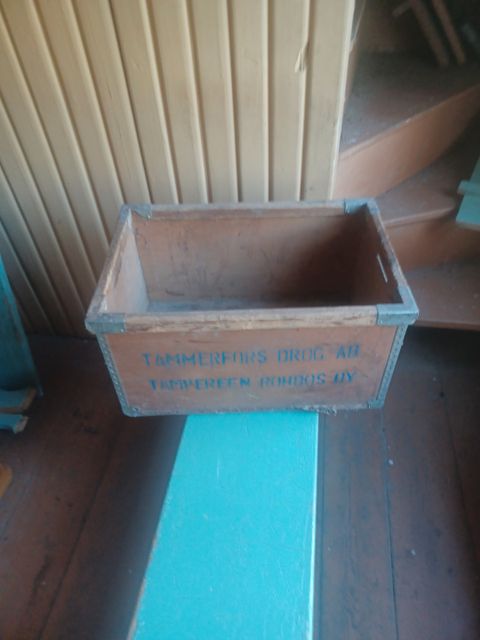 TAMMERFORS DROG AB
TAMPEREEN ROHDOS OY